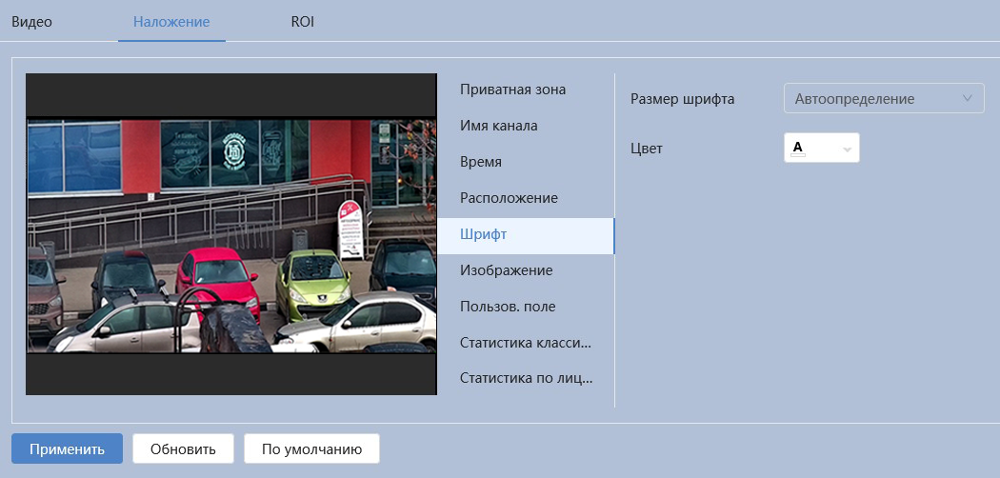 Видео
Наложение
ROI
Приватная зона
Имя канала
Время
Расположение
Шрифт
Изображение
Пользов. поле
Статистика класси...
Статистика по лиц...
Размер шрифта
Автоопределение
Цвет
A
Применить
Обновить
По умолчанию